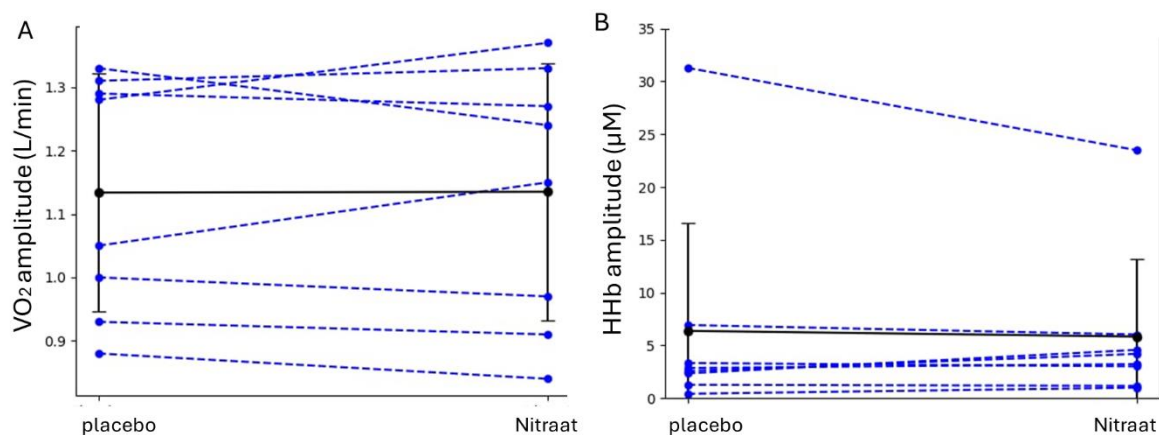 A
VO₂ amplitude (L/min)
1.3
1.2
1.1
1.0
0.9
placebo
Nitraat
B
HHb amplitude (µM)
35
30
25
20
15
10
5
0
placebo
Nitraat